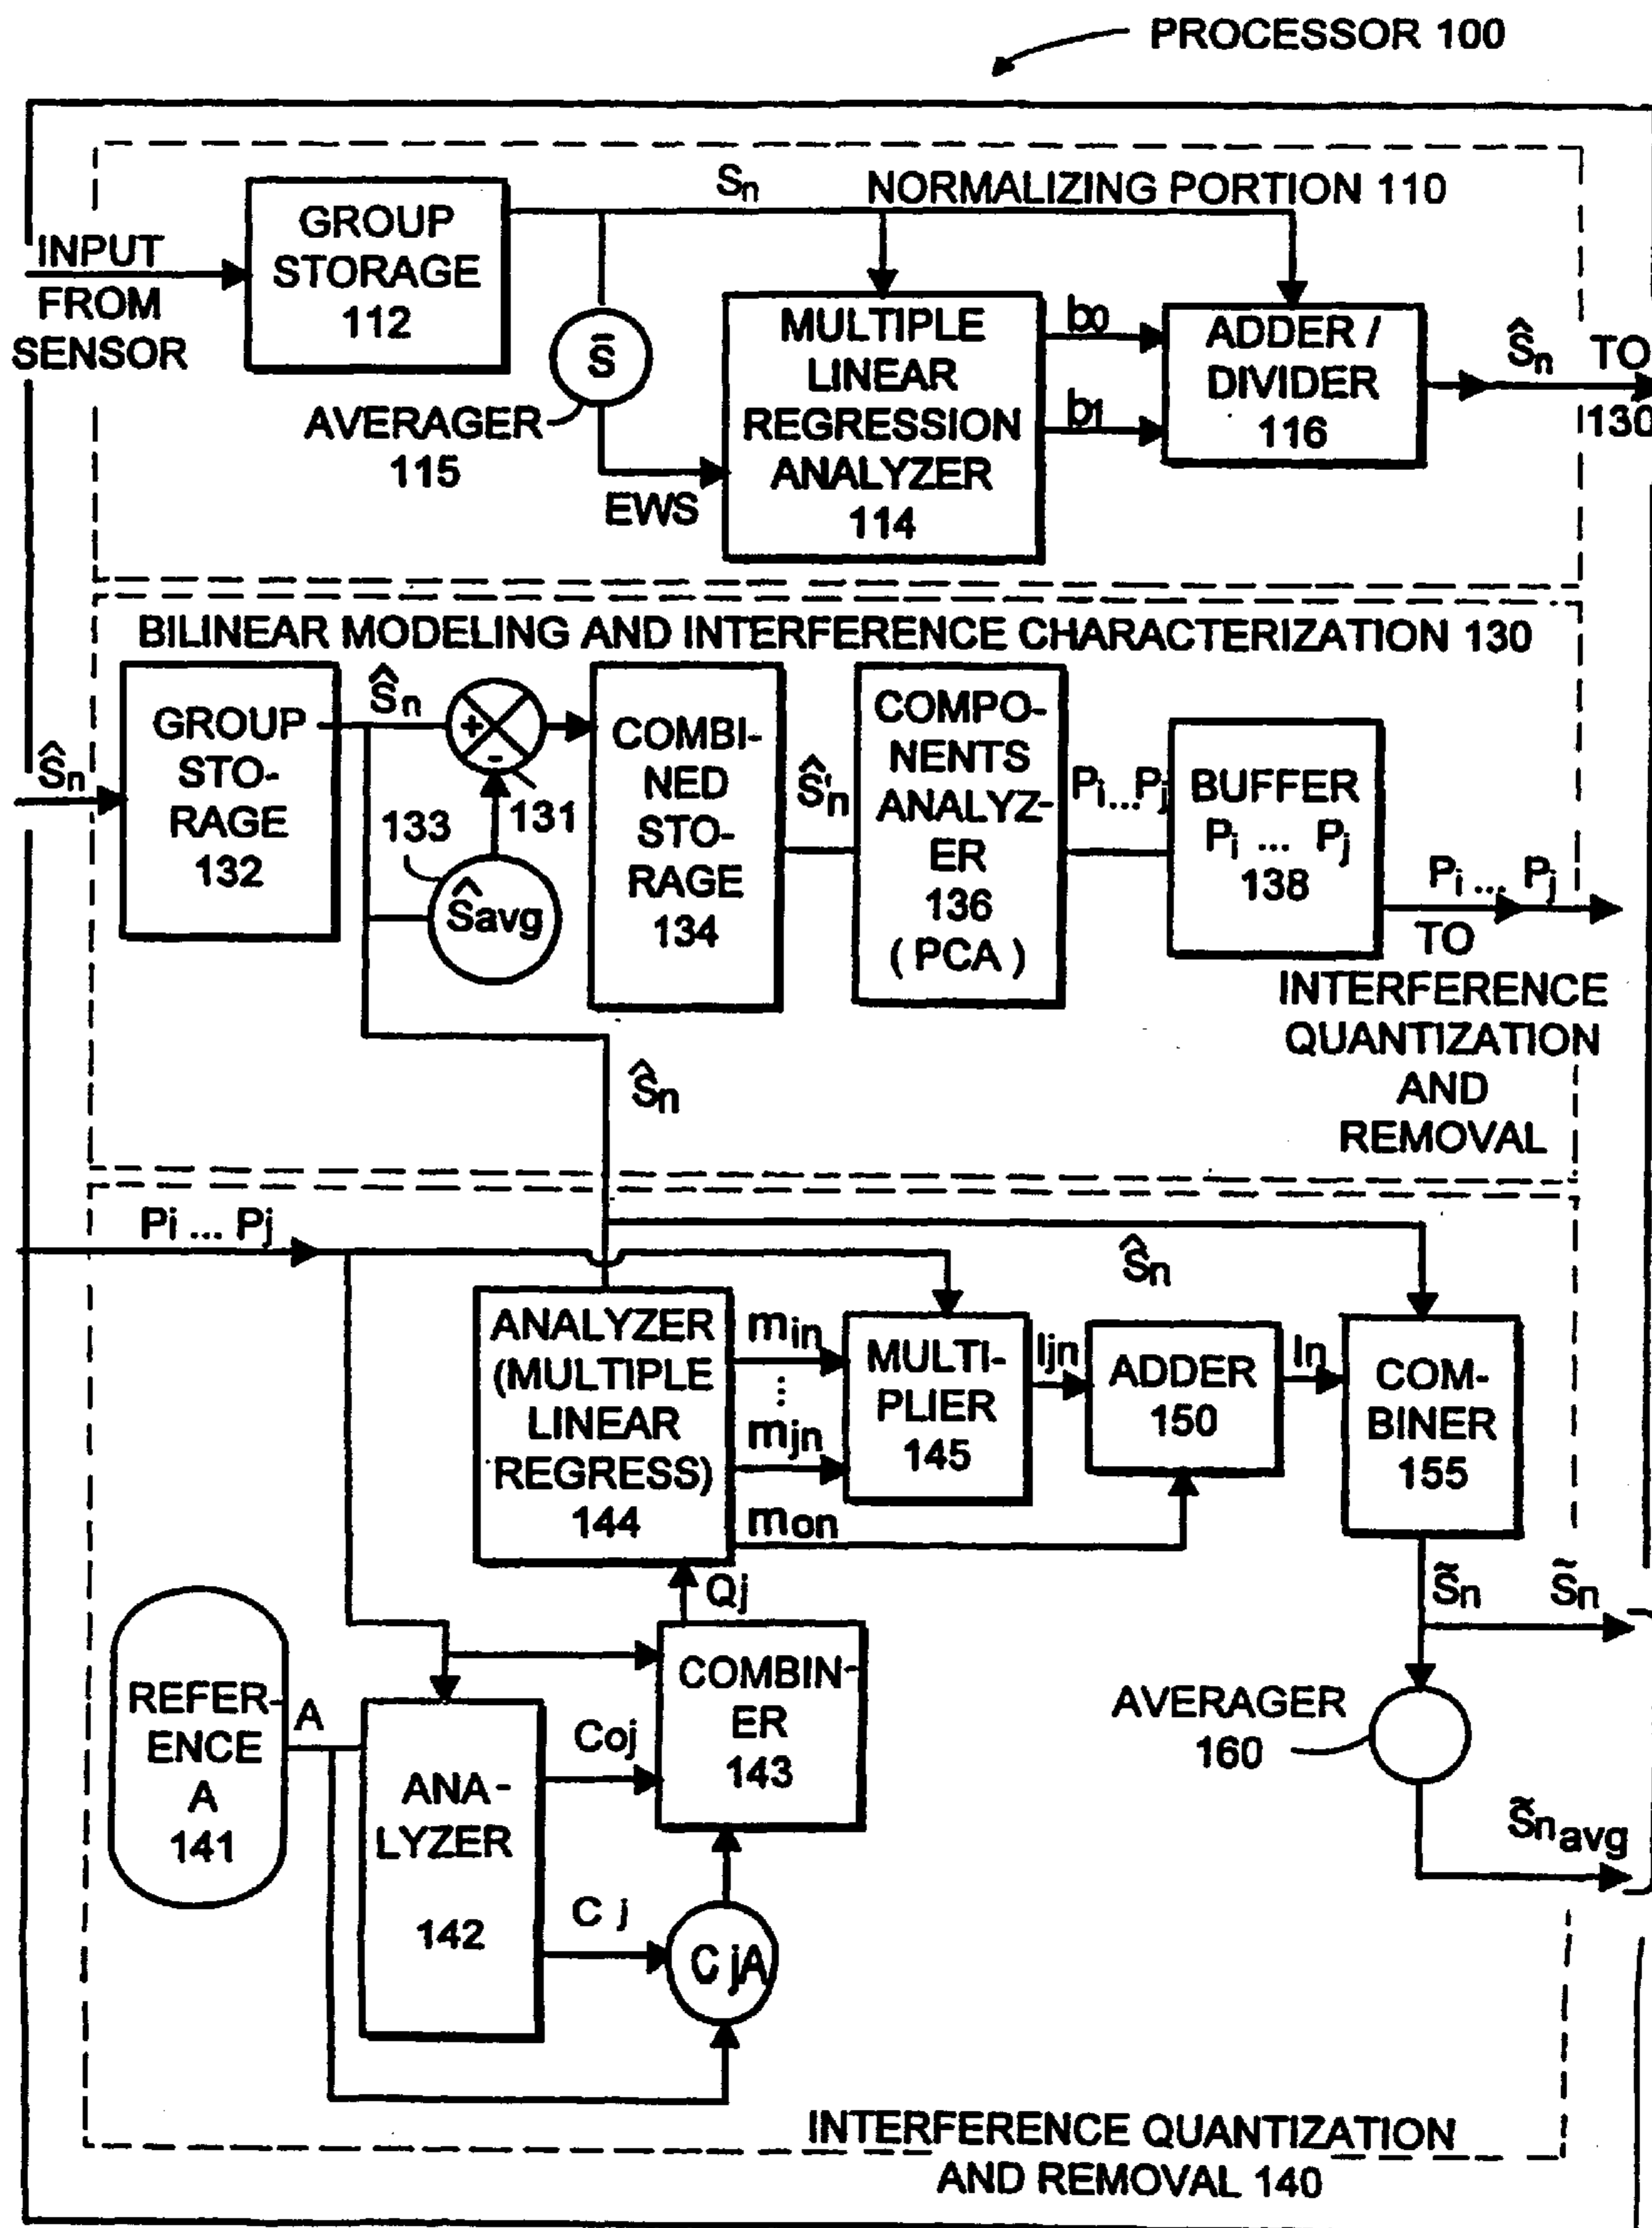 PROCESSOR 100
Sn
NORMALIZING PORTION 110
INPUT
FROM
SENSOR
GROUP
STORAGE
112
S̄
AVERAGER
115
EWS
MULTIPLE
LINEAR
REGRESSION
ANALYZER
114
b0
b1
ADDER /
DIVIDER
116
Ŝn
TO
130
BILINEAR MODELING AND INTERFERENCE CHARACTERIZATION 130
Ŝn
GROUP
STO-
RAGE
132
Ŝn
+
-
131
133
Ŝavg
COMBI-
NED
STO-
RAGE
134
Ŝ'n
COMPO-
NENTS
ANALYZ-
ER
136
( PCA )
Pi...Pj
BUFFER
Pi ... Pj
138
Pi ... Pj
TO
INTERFERENCE
QUANTIZATION
AND
REMOVAL
Ŝn
Pi ... Pj
Ŝn
ANALYZER
(MULTIPLE
LINEAR
REGRESS)
144
min
⋮
mjn
mon
MULTI-
PLIER
145
Ijn
ADDER
150
In
COM-
BINER
155
S̃n
S̃n
Qj
REFER-
ENCE
A
141
A
ANA-
LYZER
142
Coj
COMBIN-
ER
143
C j
C jA
AVERAGER
160
S̃navg
INTERFERENCE QUANTIZATION
AND REMOVAL 140